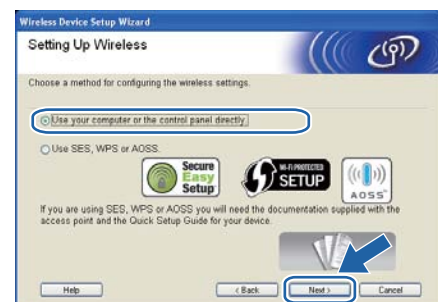 Wireless Device Setup Wizard
Setting Up Wireless
Choose a method for configuring the wireless settings.
Use your computer or the control panel directly.
Use SES, WPS or AOSS.
Secure
Easy
Setup
WI-FI PROTECTED
SETUP
AOSS
If you are using SES, WPS or AOSS you will need the documentation supplied with the
access point and the Quick Setup Guide for your device.
Help
< Back
Next >
Cancel